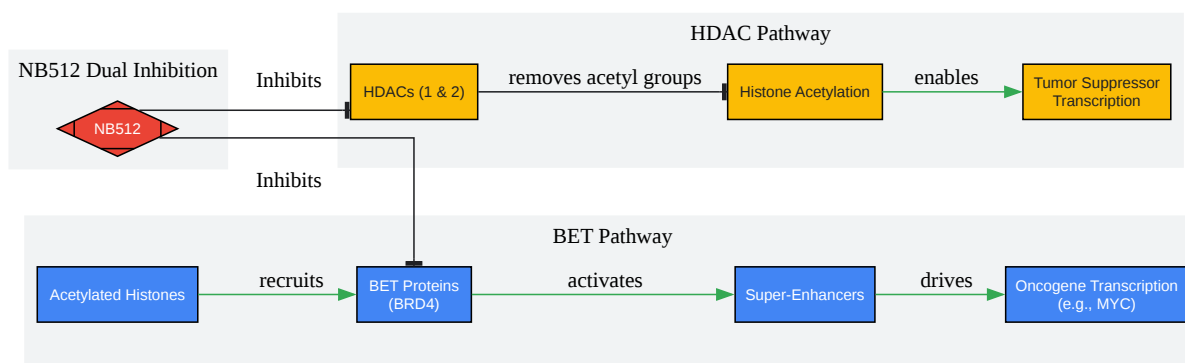 HDAC Pathway
NB512 Dual Inhibition
Inhibits
HDACs (1 & 2)
removes acetyl groups
Histone Acetylation
enables
Tumor Suppressor
Transcription
NB512
Inhibits
BET Pathway
Acetylated Histones
recruits
BET Proteins
(BRD4)
activates
Super-Enhancers
drives
Oncogene Transcription
(e.g., MYC)